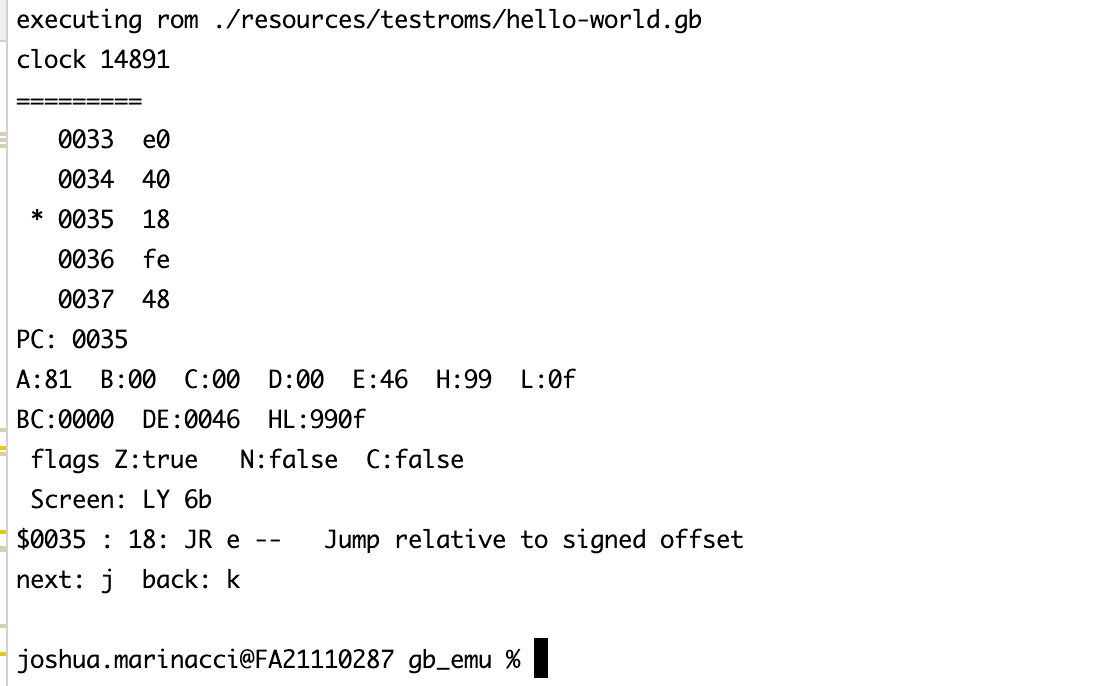 executing rom ./resources/testroms/hello-world.gb
clock 14891
=========
   0033  e0
   0034  40
 * 0035  18
   0036  fe
   0037  48
PC: 0035
A:81  B:00  C:00  D:00  E:46  H:99  L:0f
BC:0000  DE:0046  HL:990f
 flags Z:true   N:false  C:false
 Screen: LY 6b
$0035 : 18: JR e --   Jump relative to signed offset
next: j  back: k
joshua.marinacci@FA21110287 gb_emu %